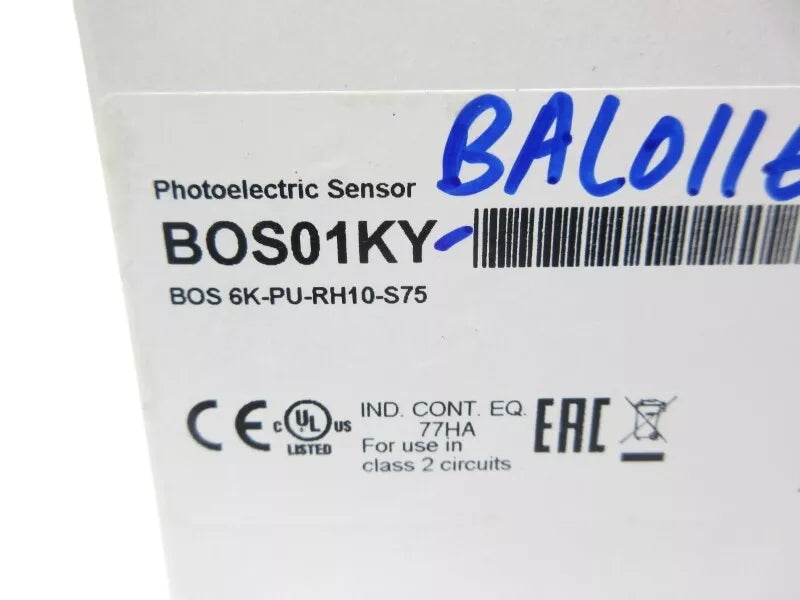 BAL0116
Photoelectric Sensor
BOS01KY-
BOS 6K-PU-RH10-S75
CE
c UL us
LISTED
IND. CONT. EQ.
77HA
For use in
class 2 circuits
EAC